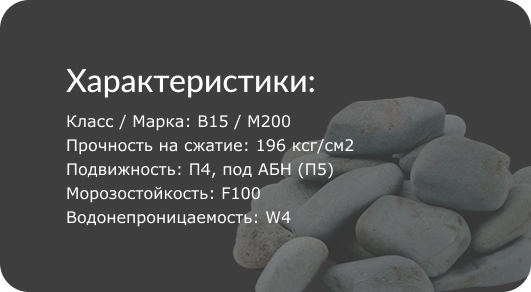 Характеристики:
Класс / Марка: В15 / М200
Прочность на сжатие: 196 ксг/см2
Подвижность: П4, под АБН (П5)
Морозостойкость: F100
Водонепроницаемость: W4